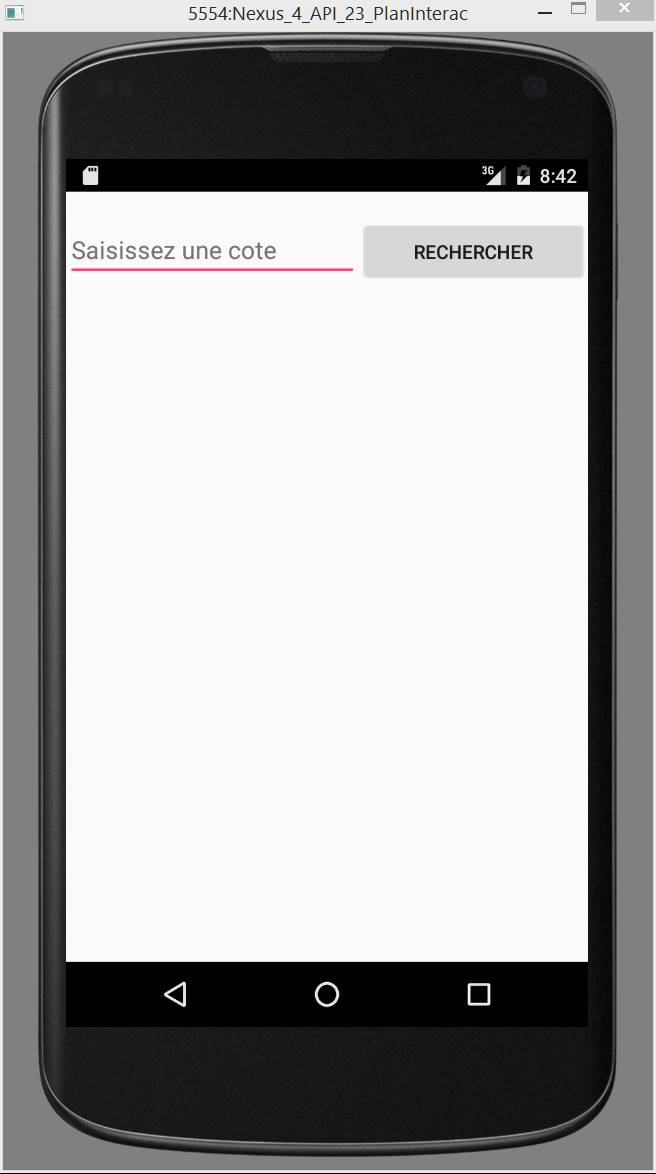 5554:Nexus_4_API_23_PlanInterac
3G 8:42
Saisissez une cote
RECHERCHER